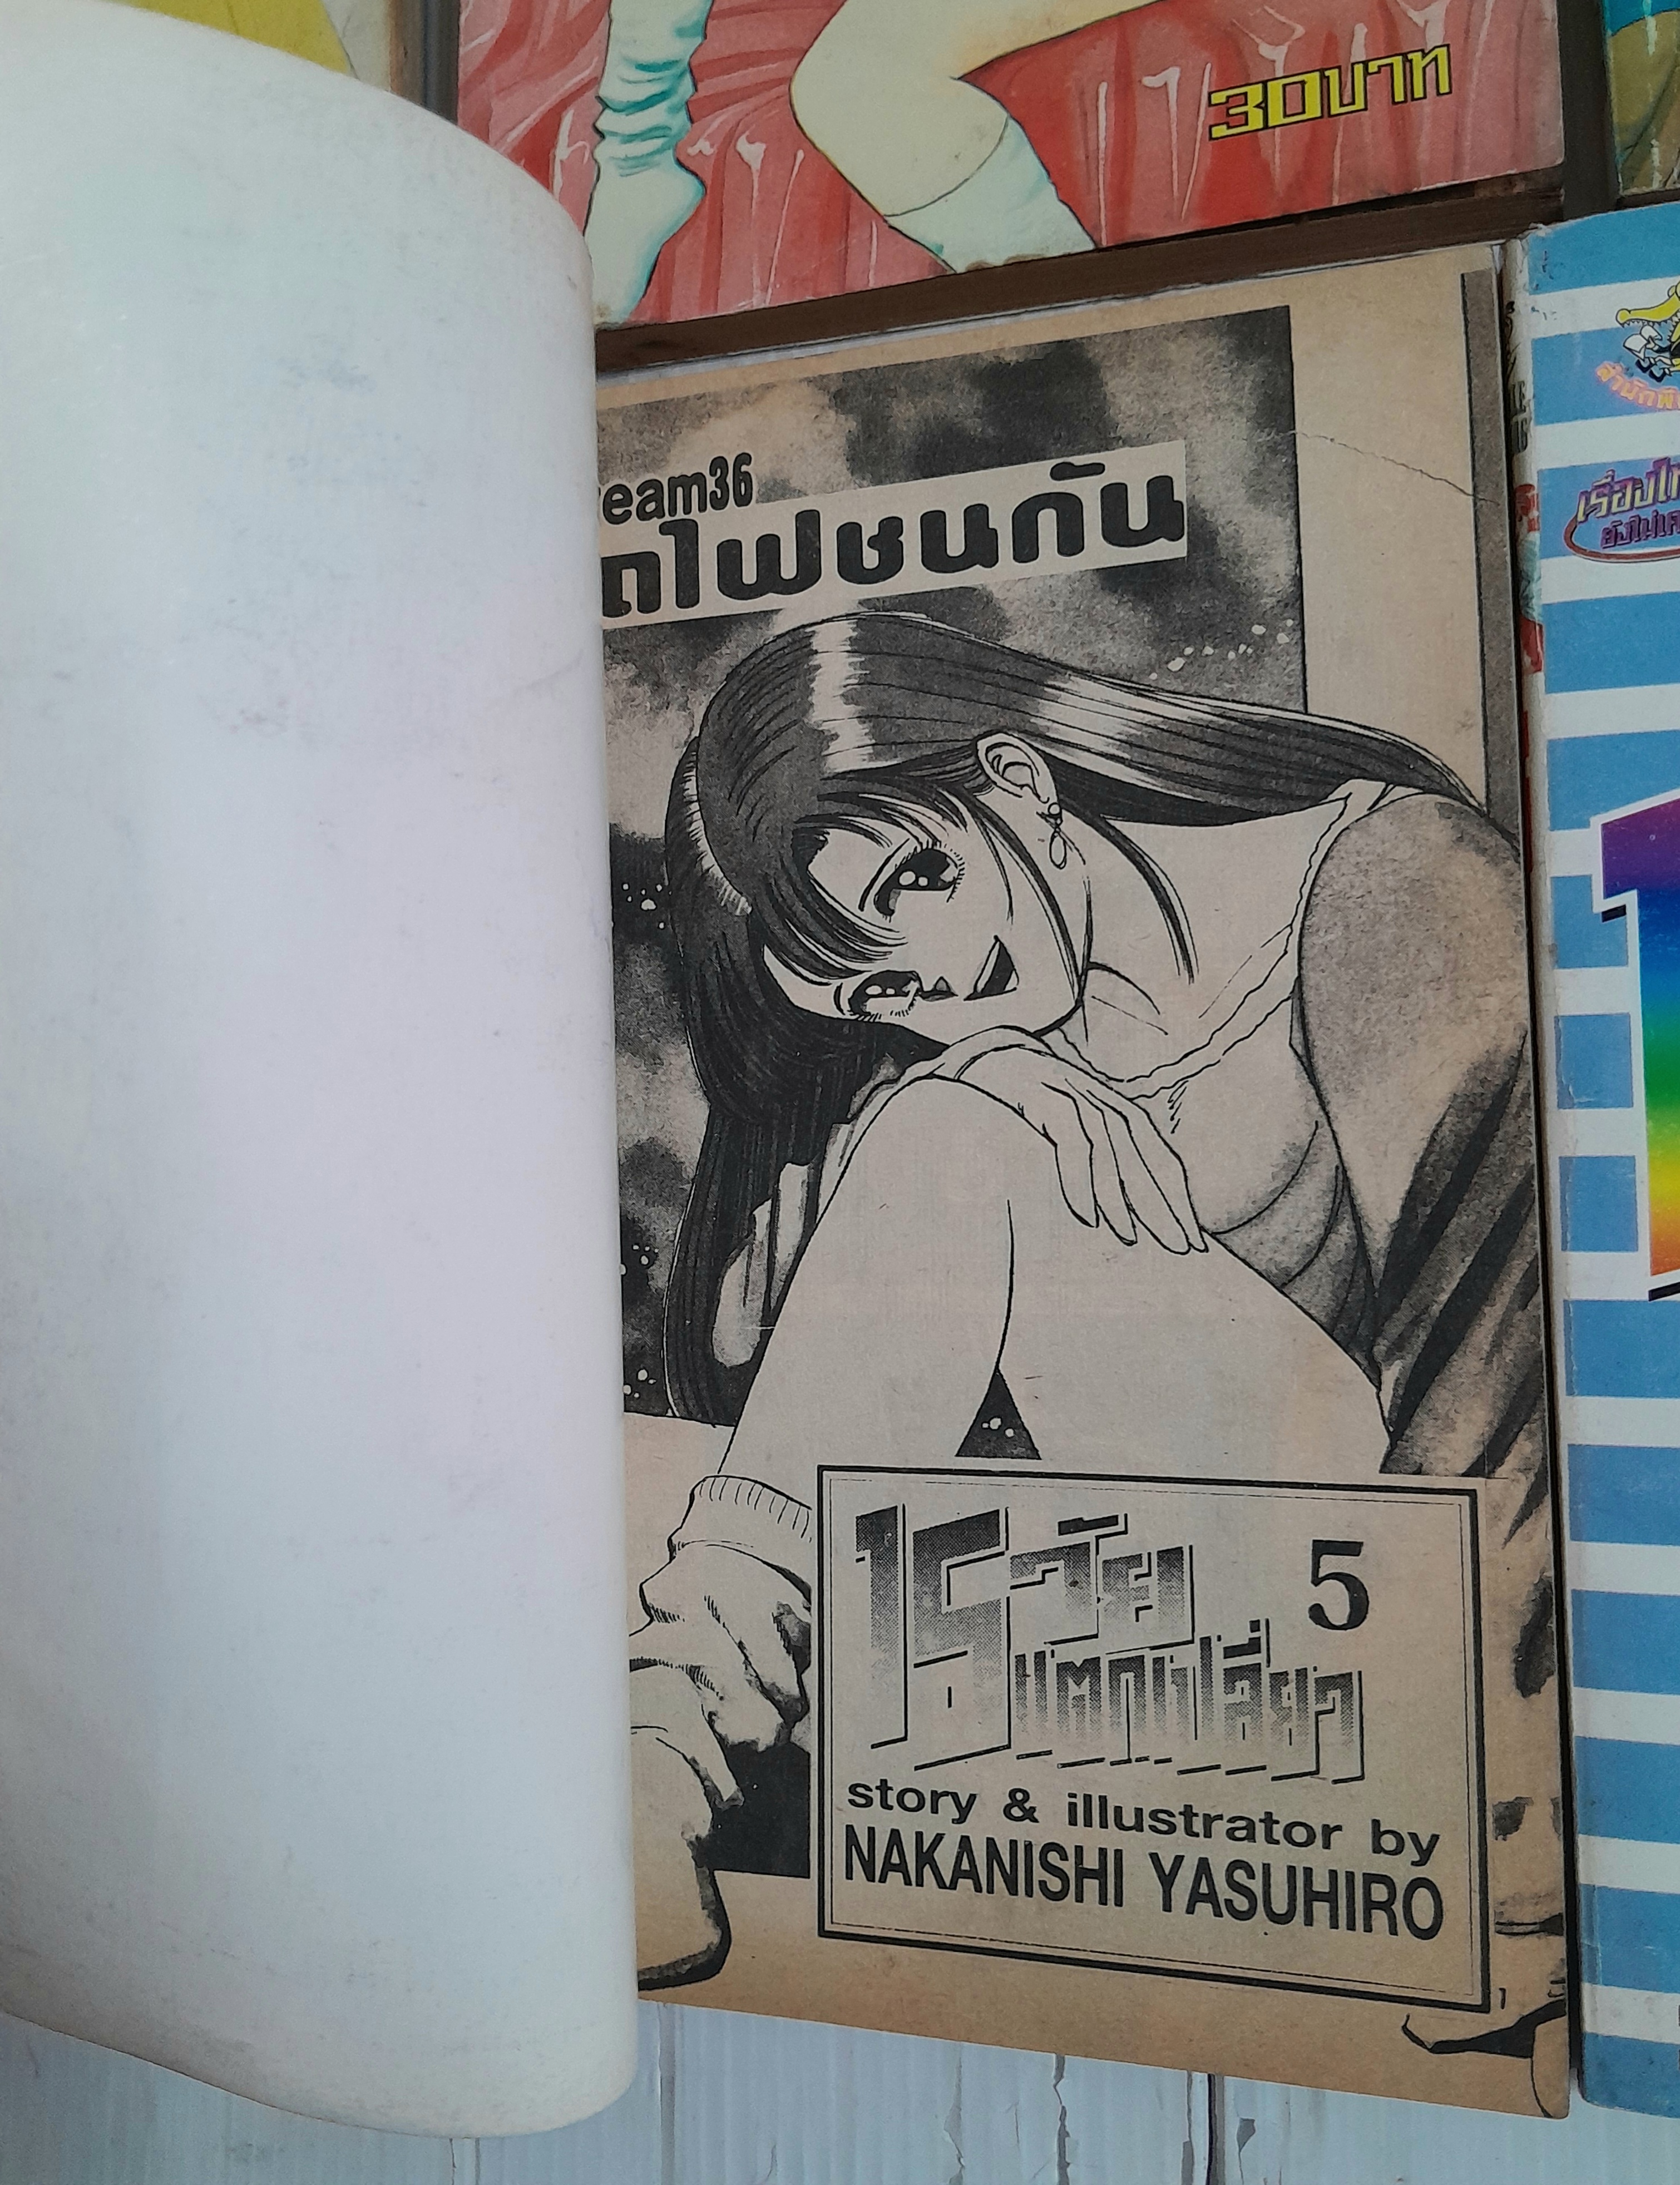 30บาท
eam36
ถไฟชนกัน
15 วัย 5
แตกเปลี่ยว
story & illustrator by
NAKANISHI YASUHIRO
1